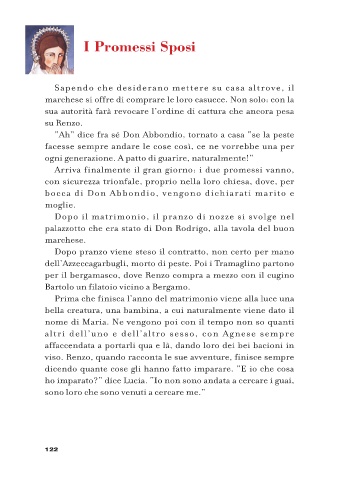 I Promessi Sposi
Sapendo che desiderano mettere su casa altrove, il
marchese si offre di comprare le loro casucce. Non solo: con la
sua autorità farà revocare l'ordine di cattura che ancora pesa
su Renzo.
"Ah" dice fra sé Don Abbondio, tornato a casa "se la peste
facesse sempre andare le cose così, ce ne vorrebbe una per
ogni generazione. A patto di guarire, naturalmente!"
Arriva finalmente il gran giorno: i due promessi vanno,
con sicurezza trionfale, proprio nella loro chiesa, dove, per
bocca di Don Abbondio, vengono dichiarati marito e
moglie.
Dopo il matrimonio, il pranzo di nozze si svolge nel
palazzotto che era stato di Don Rodrigo, alla tavola del buon
marchese.
Dopo pranzo viene steso il contratto, non certo per mano
dell'Azzeccagarbugli, morto di peste. Poi i Tramaglino partono
per il bergamasco, dove Renzo compra a mezzo con il cugino
Bartolo un filatoio vicino a Bergamo.
Prima che finisca l'anno del matrimonio viene alla luce una
bella creatura, una bambina, a cui naturalmente viene dato il
nome di Maria. Ne vengono poi con il tempo non so quanti
altri dell'uno e dell'altro sesso, con Agnese sempre
affaccendata a portarli qua e là, dando loro dei bei bacioni in
viso. Renzo, quando racconta le sue avventure, finisce sempre
dicendo quante cose gli hanno fatto imparare. "E io che cosa
ho imparato?" dice Lucia. "Io non sono andata a cercare i guai,
sono loro che sono venuti a cercare me."
122